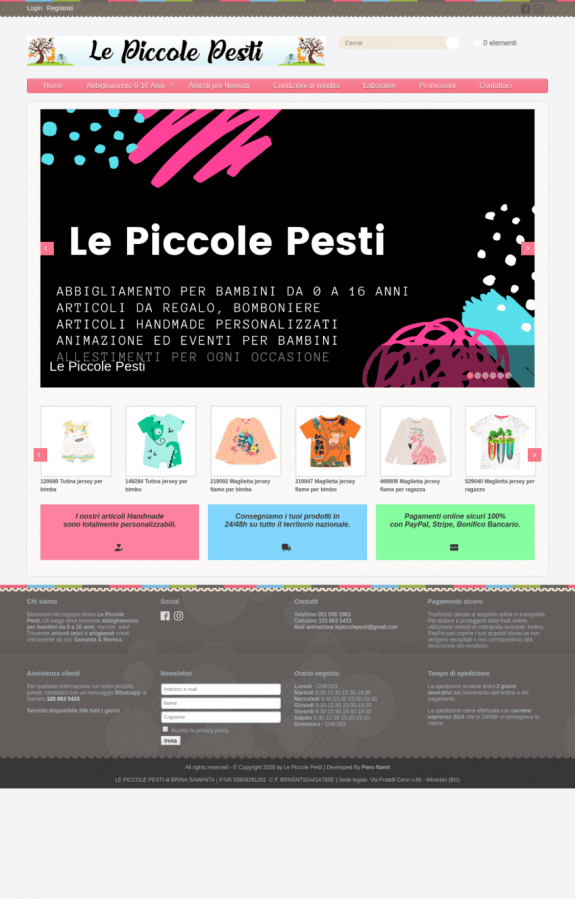 Login Registrati
Le Piccole Pesti
Cerca!
0 elementi
Home Abbigliamento 0-16 Anni > Articoli per Neonati Condizioni di vendita Laboratori Promozioni Contattaci
Le Piccole Pesti
ABBIGLIAMENTO PER BAMBINI DA 0 A 16 ANNI
ARTICOLI DA REGALO, BOMBONIERE
ARTICOLI HANDMADE PERSONALIZZATI
ANIMAZIONE ED EVENTI PER BAMBINI
ALLESTIMENTI PER OGNI OCCASIONE
Le Piccole Pesti
Tutina jersey per
bimba
Tutina jersey per
bimbo
Maglietta jersey
flame per bimba
319047 Maglietta jersey
flame per bimbo
Maglietta jersey
flame per ragazza
Maglietta jersey per
ragazzo
I nostri articoli Handmade
sono totalmente personalizzabili.
Consegniamo i tuoi prodotti in
24/48h su tutto il territorio nazionale.
Pagamenti online sicuri 100%
con PayPal, Stripe, Bonifico Bancario.
Chi siamo
Benvenuti nel negozio online Le Piccole
Pesti. Un luogo dove troverete abbigliamento
per bambini da 0 a 16 anni, ma non solo!
Troverete articoli unici e artigianali creati
unicamente da noi. Samanta & Monica.
Social
Contatti
Telefono 051 506 2983
Cellulare 320 863 5433
Mail animazione.lepiccolepesti@gmail.com
Pagamento sicuro
Trasferisci denaro e acquista online in tranquillità.
Per aiutare a proteggerti dalle frodi online,
utilizziamo metodi di crittografia avanzati. Inoltre,
PayPal può coprire i tuoi acquisti idonei se non
vengono recapitati o non corrispondono alla
descrizione del venditore.
Assistenza clienti
Per qualsiasi informazione sui nostri prodotti,
potete contattarci con un messaggio Whatsapp al
numero 320 863 5433
Servizio disponibile 24h tutti i giorni
Newsletter
Indirizzo e-mail
Nome
Cognome
Accetto la privacy policy
Invia
Orario negozio
Lunedì - CHIUSO
Martedì 9.30-12.30 15.30-19.30
Mercoledì 9.30-12.30 15.30-19.30
Giovedì 9.30-12.30 15.30-19.30
Venerdì 9.30-12.30 15.30-19.30
Sabato 9.30-12.30 15.30-19.30
Domenica - CHIUSO
Tempo di spedizione
La spedizione avviene entro 2 giorni
lavorativi dal ricevimento dell'ordine e del
pagamento.
La spedizione viene effettuata con corriere
espresso SDA che in 24/48h vi consegnerà la
merce.
All rights reserved - © Copyright 2020 by Le Piccole Pesti | Developed By Piero Nanni
LE PICCOLE PESTI di BRINA SAMANTA | P.IVA 03809391201 C.F. BRNSNT92A41A785E | Sede legale: Via Fratelli Cervi n.66 - Minerbio (BO)